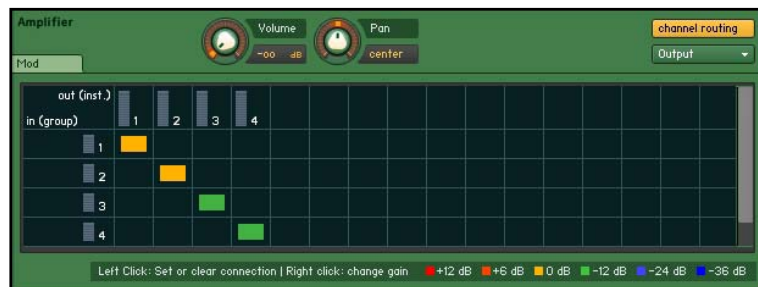 Amplifier
Volume
-oo dB
Pan
center
channel routing
Output
Mod
out (inst.)
in (group)
1 2 3 4
1
2
3
4
Left Click: Set or clear connection | Right click: change gain +12 dB +6 dB 0 dB -12 dB -24 dB -36 dB